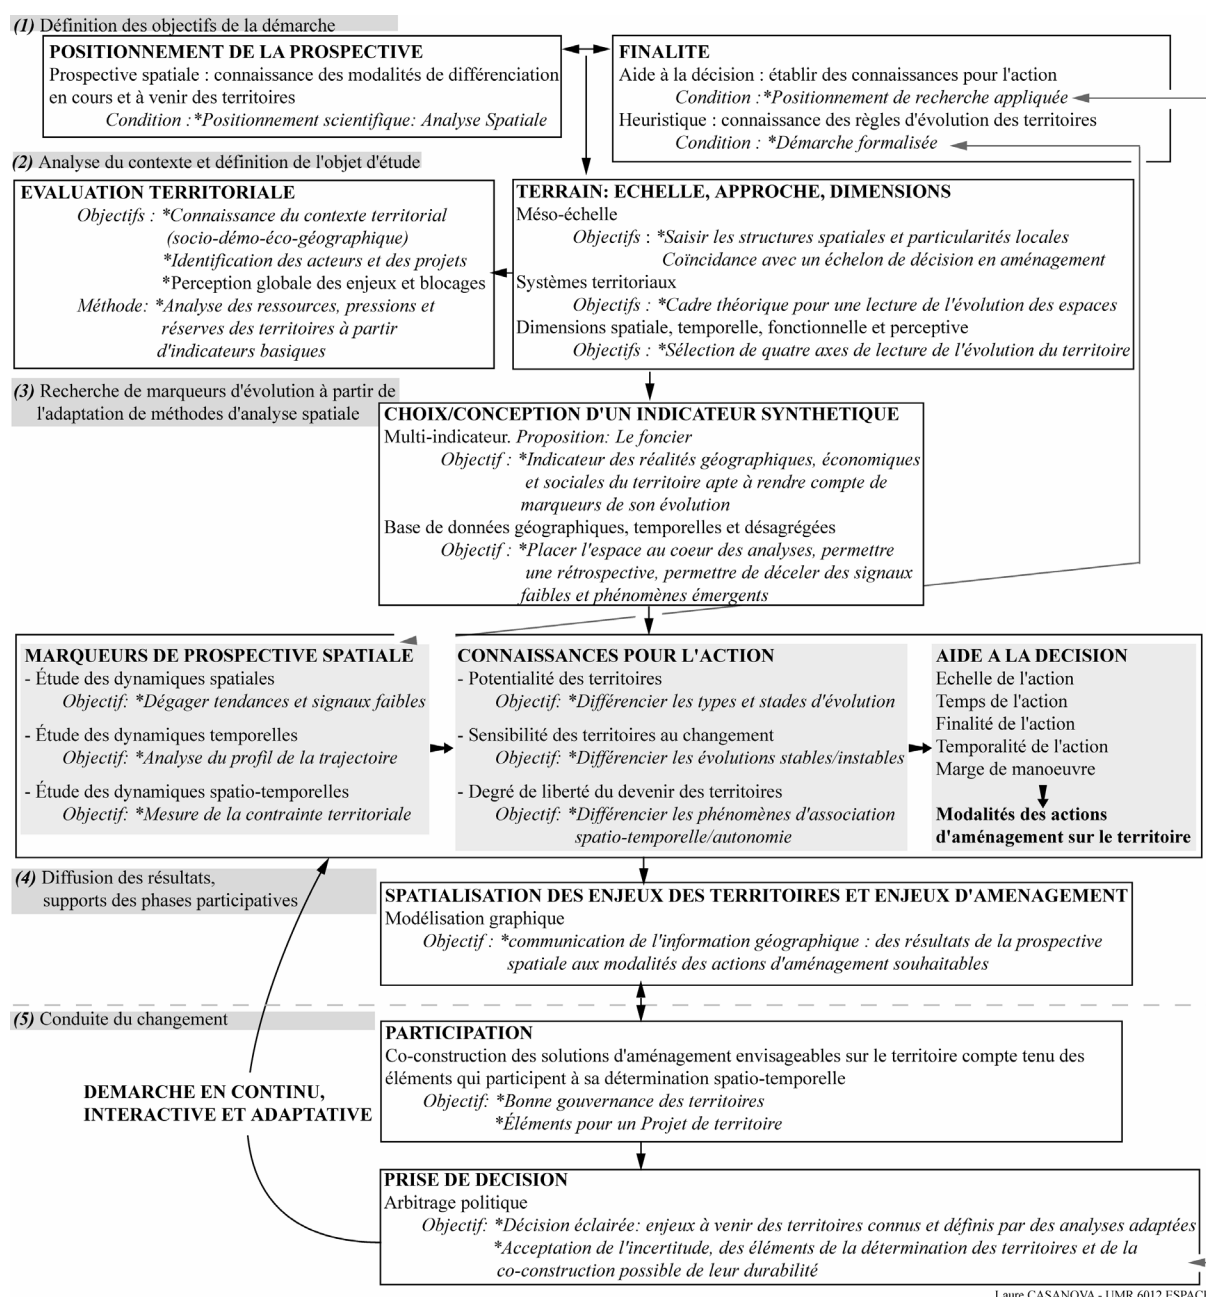 (1) Définition des objectifs de la démarche
POSITIONNEMENT DE LA PROSPECTIVE
Prospective spatiale : connaissance des modalités de différenciation
en cours et à venir des territoires
Condition :*Positionnement scientifique: Analyse Spatiale
FINALITE
Aide à la décision : établir des connaissances pour l'action
Condition :*Positionnement de recherche appliquée
Heuristique : connaissance des règles d'évolution des territoires
Condition : *Démarche formalisée
(2) Analyse du contexte et définition de l'objet d'étude
EVALUATION TERRITORIALE
Objectifs : *Connaissance du contexte territorial
(socio-démo-éco-géographique)
*Identification des acteurs et des projets
*Perception globale des enjeux et blocages
Méthode: *Analyse des ressources, pressions et
réserves des territoires à partir
d'indicateurs basiques
TERRAIN: ECHELLE, APPROCHE, DIMENSIONS
Méso-échelle
Objectifs : *Saisir les structures spatiales et particularités locales
Coïncidance avec un échelon de décision en aménagement
Systèmes territoriaux
Objectifs : *Cadre théorique pour une lecture de l'évolution des espaces
Dimensions spatiale, temporelle, fonctionnelle et perceptive
Objectifs : *Sélection de quatre axes de lecture de l'évolution du territoire
(3) Recherche de marqueurs d'évolution à partir de
l'adaptation de méthodes d'analyse spatiale
CHOIX/CONCEPTION D'UN INDICATEUR SYNTHETIQUE
Multi-indicateur. Proposition: Le foncier
Objectif : *Indicateur des réalités géographiques, économiques
et sociales du territoire apte à rendre compte de
marqueurs de son évolution
Base de données géographiques, temporelles et désagrégées
Objectif : *Placer l'espace au coeur des analyses, permettre
une rétrospective, permettre de déceler des signaux
faibles et phénomènes émergents
MARQUEURS DE PROSPECTIVE SPATIALE
- Étude des dynamiques spatiales
Objectif: *Dégager tendances et signaux faibles
- Étude des dynamiques temporelles
Objectif: *Analyse du profil de la trajectoire
- Étude des dynamiques spatio-temporelles
Objectif: *Mesure de la contrainte territoriale
CONNAISSANCES POUR L'ACTION
- Potentialité des territoires
Objectif: *Différencier les types et stades d'évolution
- Sensibilité des territoires au changement
Objectif: *Différencier les évolutions stables/instables
- Degré de liberté du devenir des territoires
Objectif: *Différencier les phénomènes d'association
spatio-temporelle/autonomie
AIDE A LA DECISION
Echelle de l'action
Temps de l'action
Finalité de l'action
Temporalité de l'action
Marge de manoeuvre
Modalités des actions
d'aménagement sur le territoire
(4) Diffusion des résultats,
supports des phases participatives
SPATIALISATION DES ENJEUX DES TERRITOIRES ET ENJEUX D'AMENAGEMENT
Modélisation graphique
Objectif : *communication de l'information géographique : des résultats de la prospective
spatiale aux modalités des actions d'aménagement souhaitables
(5) Conduite du changement
PARTICIPATION
Co-construction des solutions d'aménagement envisageables sur le territoire compte tenu des
éléments qui participent à sa détermination spatio-temporelle
Objectif: *Bonne gouvernance des territoires
*Éléments pour un Projet de territoire
DEMARCHE EN CONTINU,
INTERACTIVE ET ADAPTATIVE
PRISE DE DECISION
Arbitrage politique
Objectif: *Décision éclairée: enjeux à venir des territoires connus et définis par des analyses adaptées
*Acceptation de l'incertitude, des éléments de la détermination des territoires et de la
co-construction possible de leur durabilité
Laure CASANOVA - UMR 6012 ESPAC